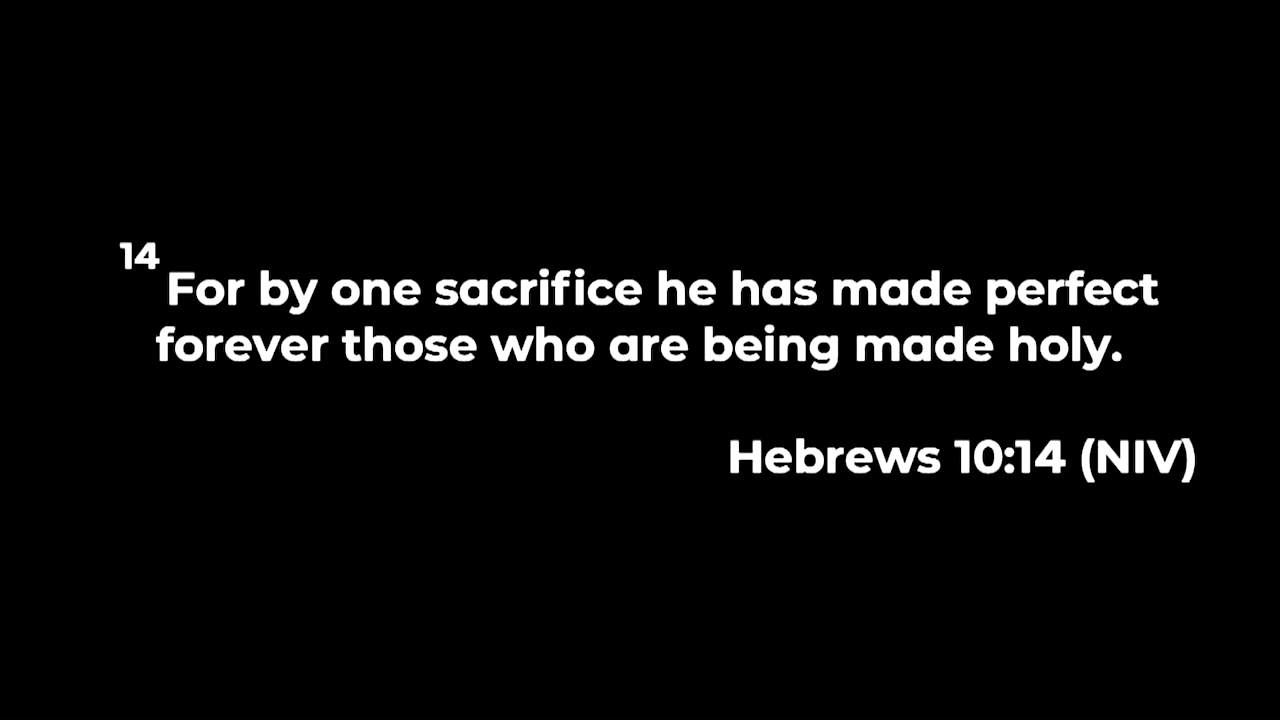 14 For by one sacrifice he has made perfect
forever those who are being made holy.
Hebrews 10:14 (NIV)